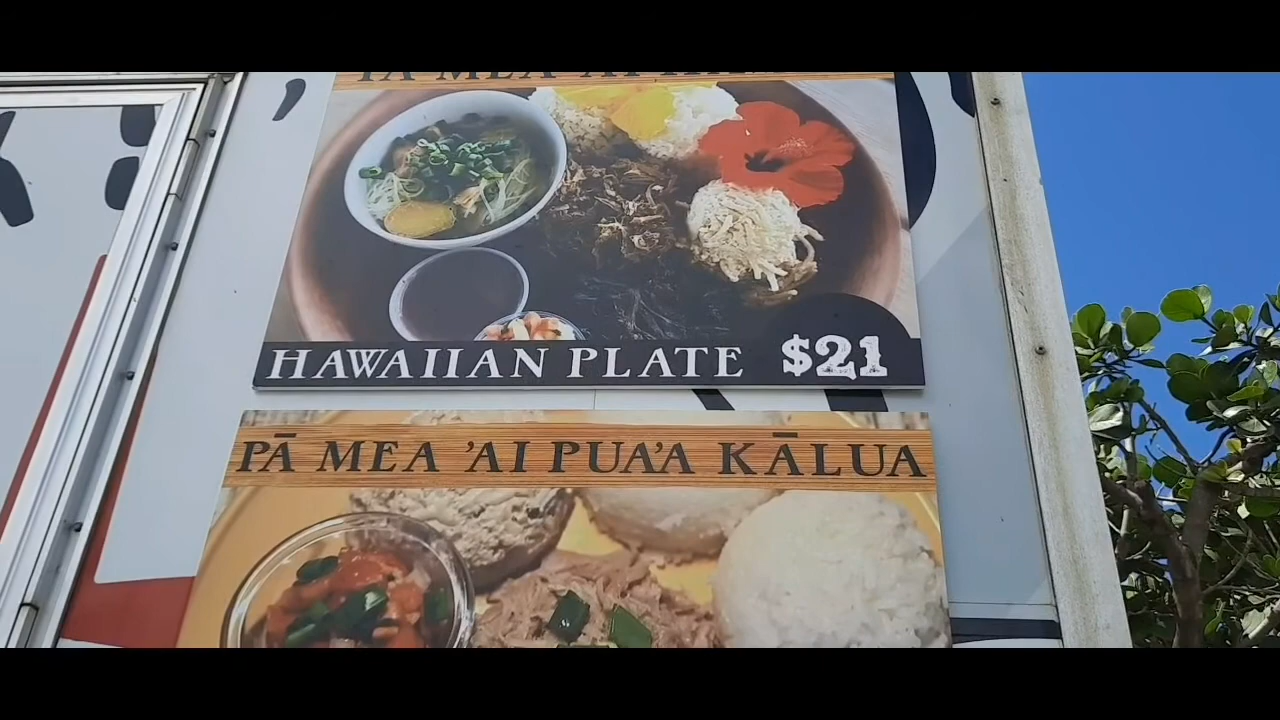 PĀ MEA 'AI
HAWAIIAN PLATE $21
PĀ MEA 'AI PUA'A KĀLUA